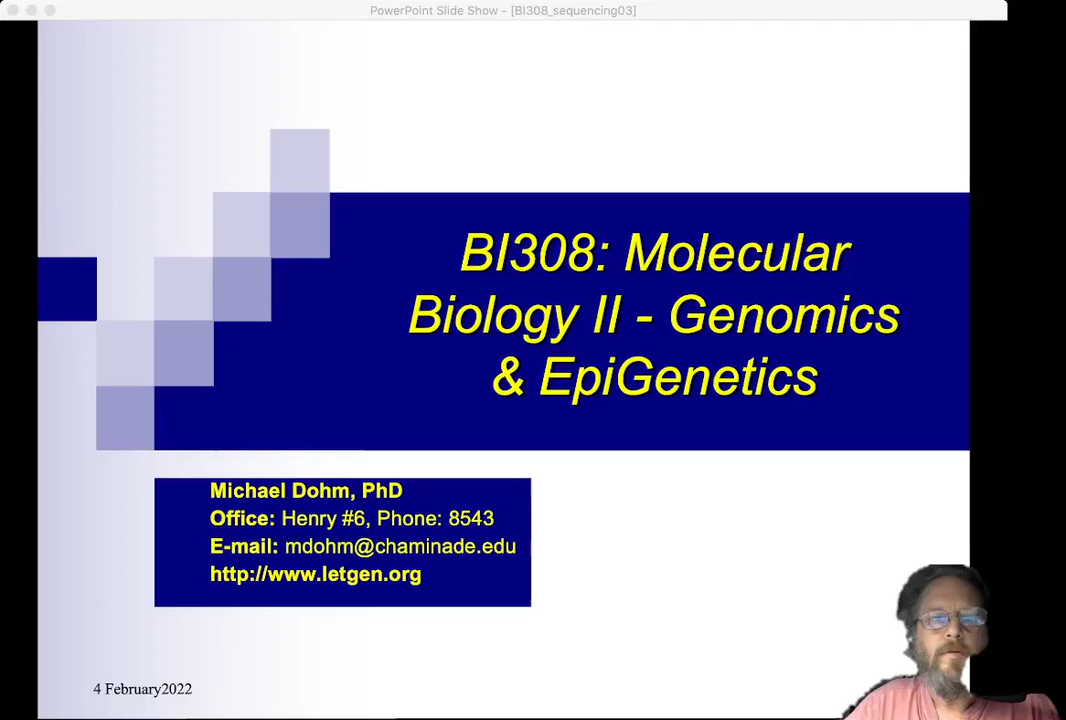 PowerPoint Slide Show - [BI308_sequencing03]
BI308: Molecular
Biology II - Genomics
& EpiGenetics
Michael Dohm, PhD
Office: Henry #6, Phone: 8543
E-mail: mdohm@chaminade.edu
http://www.letgen.org
4 February2022